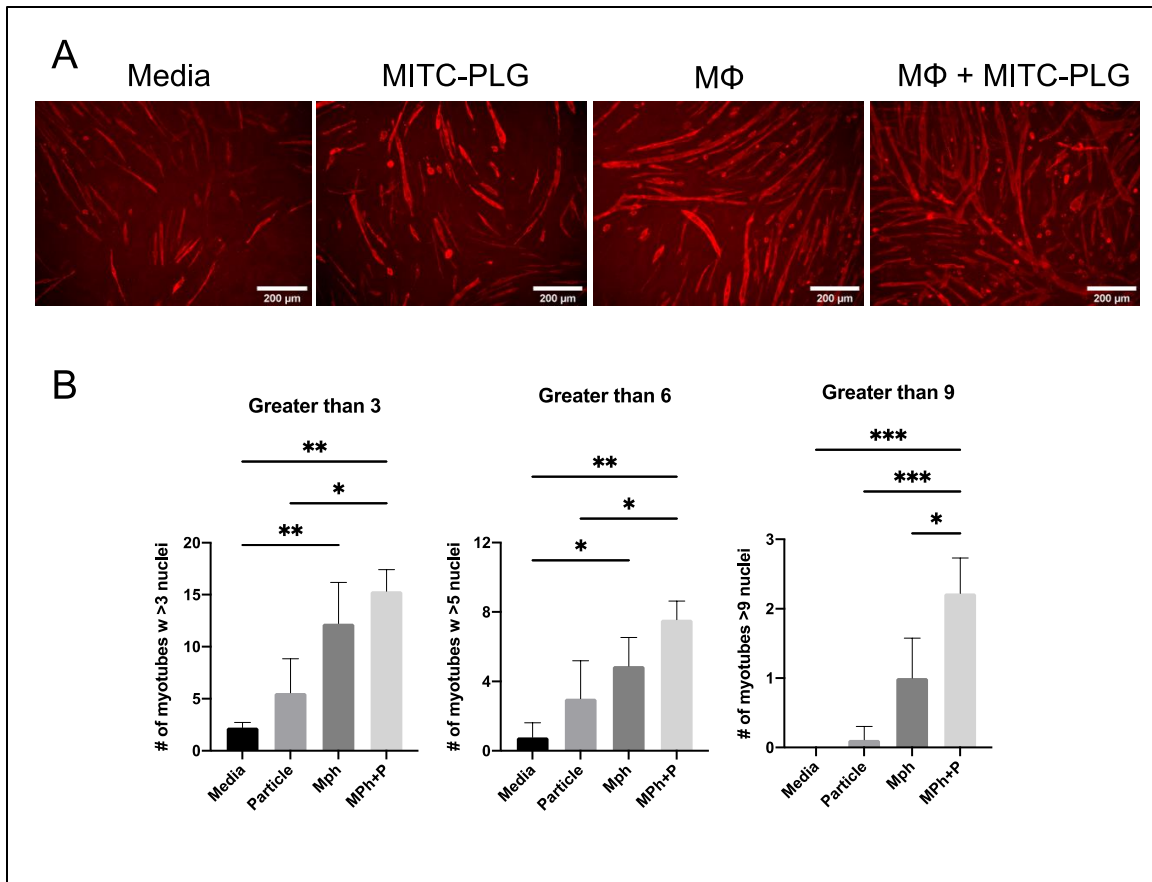 A
Media
MITC-PLG
MΦ
MΦ + MITC-PLG
200 µm
200 µm
200 µm
200 µm
B
Greater than 3
**
*
**
# of myotubes w >3 nuclei
20
15
10
5
0
Media
Particle
Mph
MPh+P
Greater than 6
**
*
*
# of myotubes w >5 nuclei
12
8
4
0
Media
Particle
Mph
MPh+P
Greater than 9
***
***
*
# of myotubes >9 nuclei
3
2
1
0
Media
Particle
Mph
MPh+P